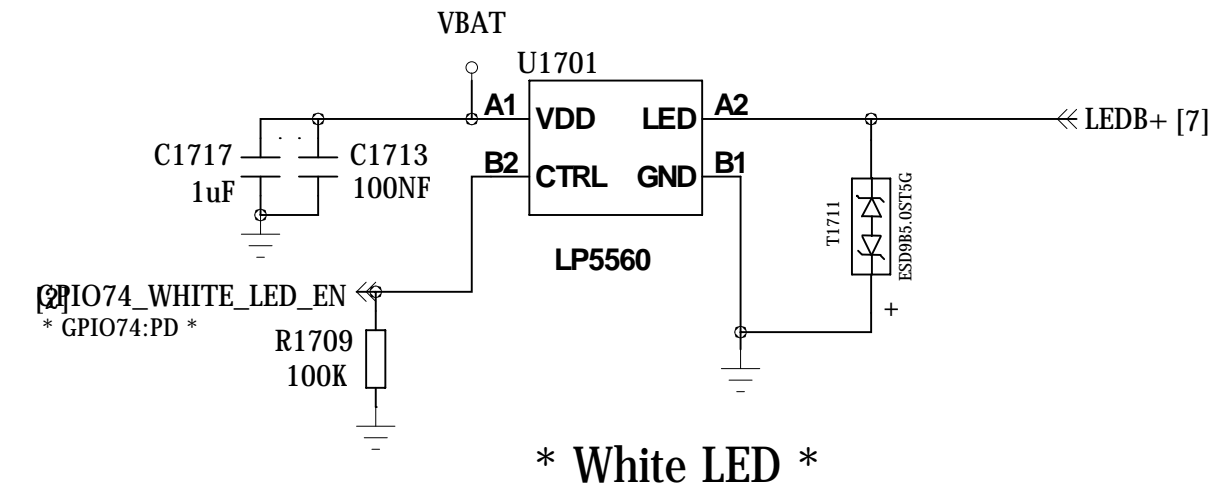 VBAT
U1701
A1 VDD LED A2
LEDB+ [7]
C1717
1uF
C1713
100NF
B2 CTRL GND B1
T1711
ESD9B5.0ST5G
LP5560
+
[2]
GPIO74_WHITE_LED_EN
* GPIO74:PD *
R1709
100K
* White LED *